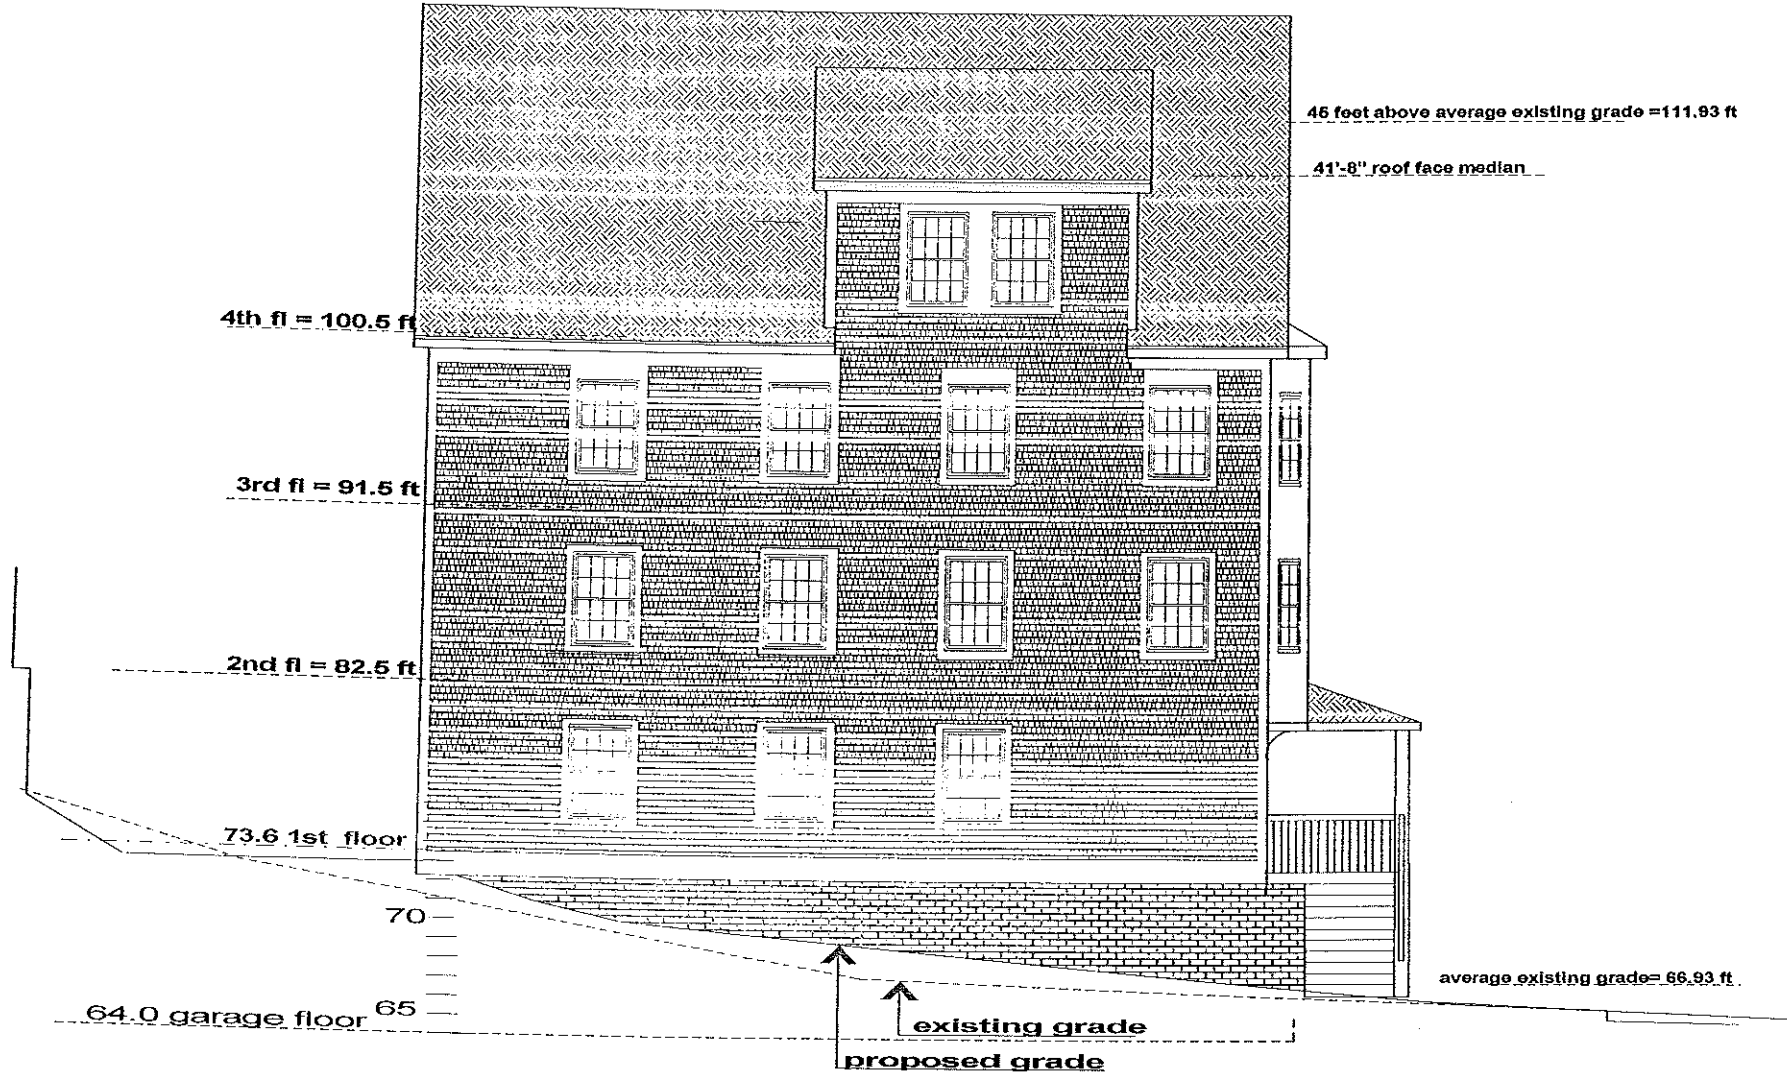 45 feet above average existing grade =111.93 ft
41'-8" roof face median
4th fl = 100.5 ft
3rd fl = 91.5 ft
2nd fl = 82.5 ft
73.6 1st floor
70
average existing grade= 66.93 ft
65
64.0 garage floor
existing grade
proposed grade